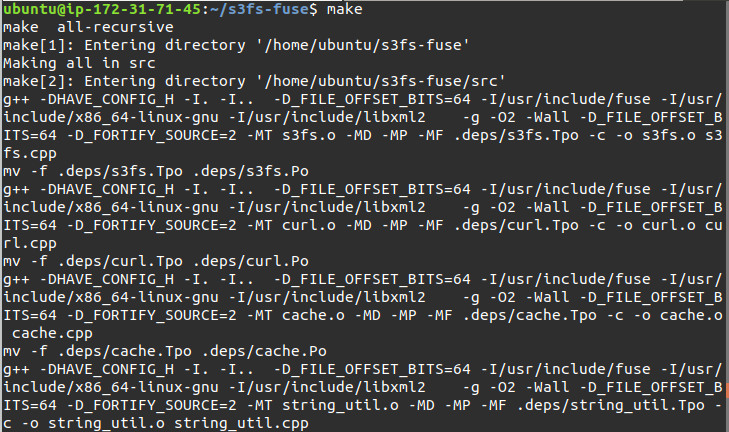 ubuntu@ip-172-31-71-45:~/s3fs-fuse$ make
make  all-recursive
make[1]: Entering directory '/home/ubuntu/s3fs-fuse'
Making all in src
make[2]: Entering directory '/home/ubuntu/s3fs-fuse/src'
g++ -DHAVE_CONFIG_H -I. -I..  -D_FILE_OFFSET_BITS=64 -I/usr/include/fuse -I/usr/
include/x86_64-linux-gnu -I/usr/include/libxml2    -g -O2 -Wall -D_FILE_OFFSET_B
ITS=64 -D_FORTIFY_SOURCE=2 -MT s3fs.o -MD -MP -MF .deps/s3fs.Tpo -c -o s3fs.o s3
fs.cpp
mv -f .deps/s3fs.Tpo .deps/s3fs.Po
g++ -DHAVE_CONFIG_H -I. -I..  -D_FILE_OFFSET_BITS=64 -I/usr/include/fuse -I/usr/
include/x86_64-linux-gnu -I/usr/include/libxml2    -g -O2 -Wall -D_FILE_OFFSET_B
ITS=64 -D_FORTIFY_SOURCE=2 -MT curl.o -MD -MP -MF .deps/curl.Tpo -c -o curl.o cu
rl.cpp
mv -f .deps/curl.Tpo .deps/curl.Po
g++ -DHAVE_CONFIG_H -I. -I..  -D_FILE_OFFSET_BITS=64 -I/usr/include/fuse -I/usr/
include/x86_64-linux-gnu -I/usr/include/libxml2    -g -O2 -Wall -D_FILE_OFFSET_B
ITS=64 -D_FORTIFY_SOURCE=2 -MT cache.o -MD -MP -MF .deps/cache.Tpo -c -o cache.o
 cache.cpp
mv -f .deps/cache.Tpo .deps/cache.Po
g++ -DHAVE_CONFIG_H -I. -I..  -D_FILE_OFFSET_BITS=64 -I/usr/include/fuse -I/usr/
include/x86_64-linux-gnu -I/usr/include/libxml2    -g -O2 -Wall -D_FILE_OFFSET_B
ITS=64 -D_FORTIFY_SOURCE=2 -MT string_util.o -MD -MP -MF .deps/string_util.Tpo -
c -o string_util.o string_util.cpp